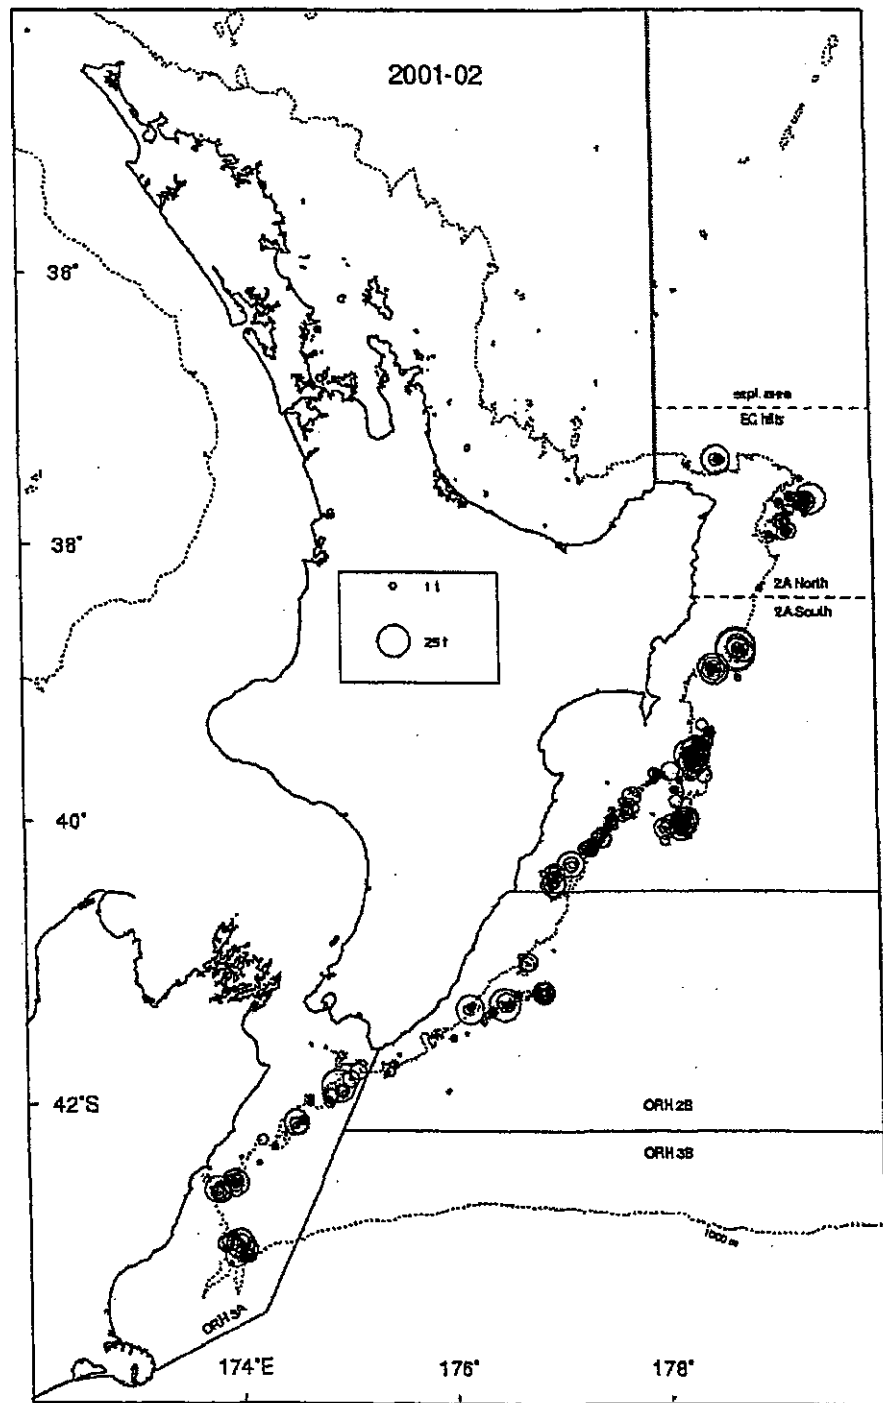 2001-02
36°
expl. area
EC hills
38°
2A North
2A South
1 t
25 t
40°
42°S
ORH 2B
ORH 3B
1000 m
ORH 3A
174°E
176°
178°